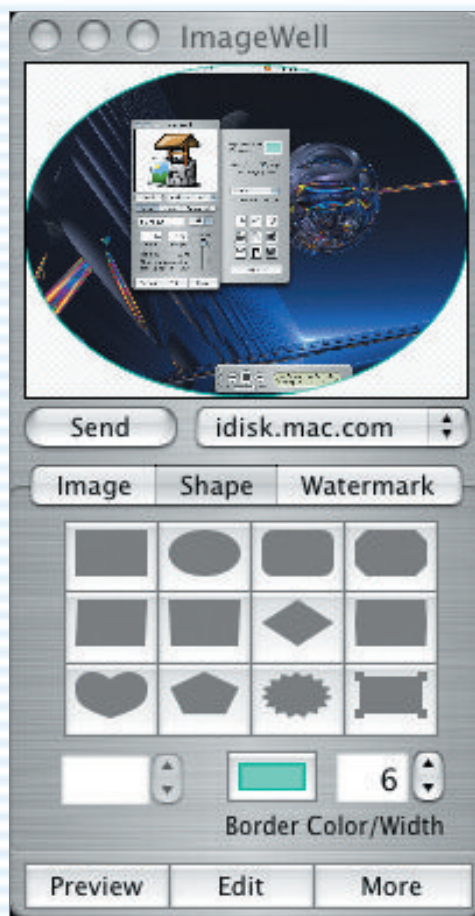 ImageWell
Send
idisk.mac.com
Image
Shape
Watermark
6
Border Color/Width
Preview
Edit
More